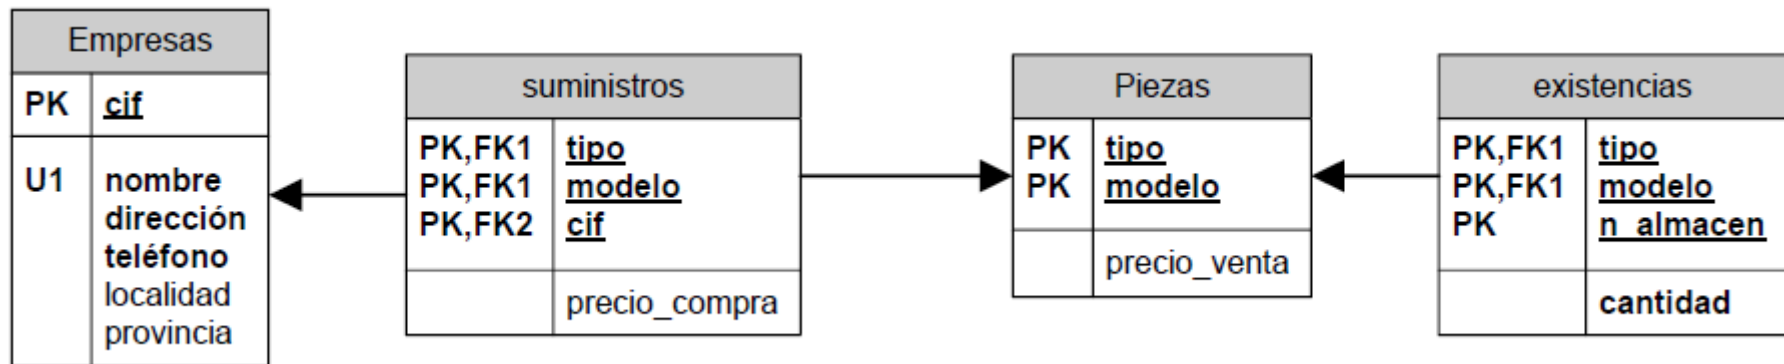 Empresas
PK cif
U1 nombre
dirección
teléfono
localidad
provincia
suministros
PK,FK1 tipo
PK,FK1 modelo
PK,FK2 cif
precio_compra
Piezas
PK tipo
PK modelo
precio_venta
existencias
PK,FK1 tipo
PK,FK1 modelo
PK n_almacen
cantidad